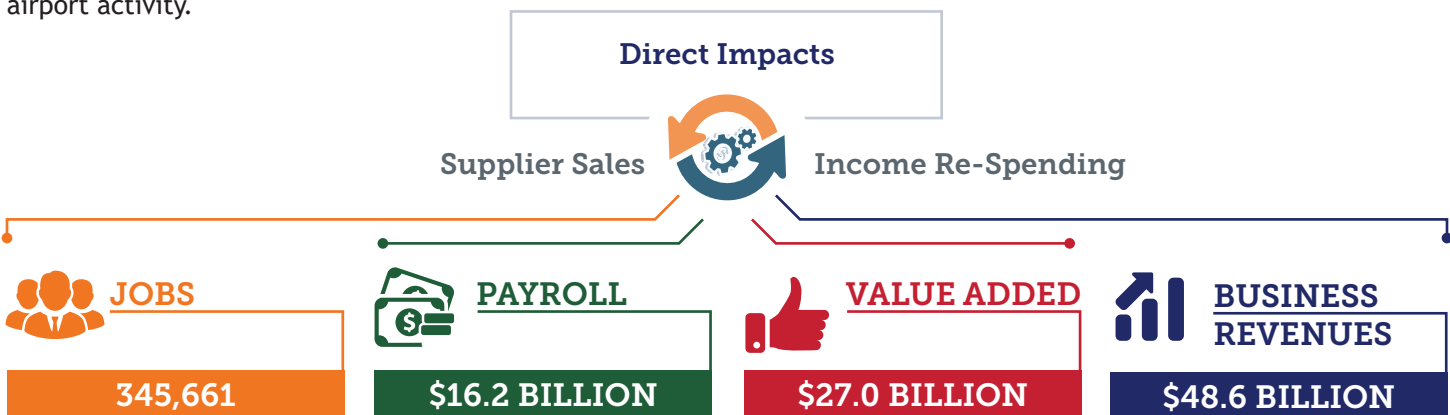 airport activity.
Direct Impacts
Supplier Sales
Income Re-Spending
JOBS
345,661
PAYROLL
$16.2 BILLION
VALUE ADDED
$27.0 BILLION
BUSINESS
REVENUES
$48.6 BILLION